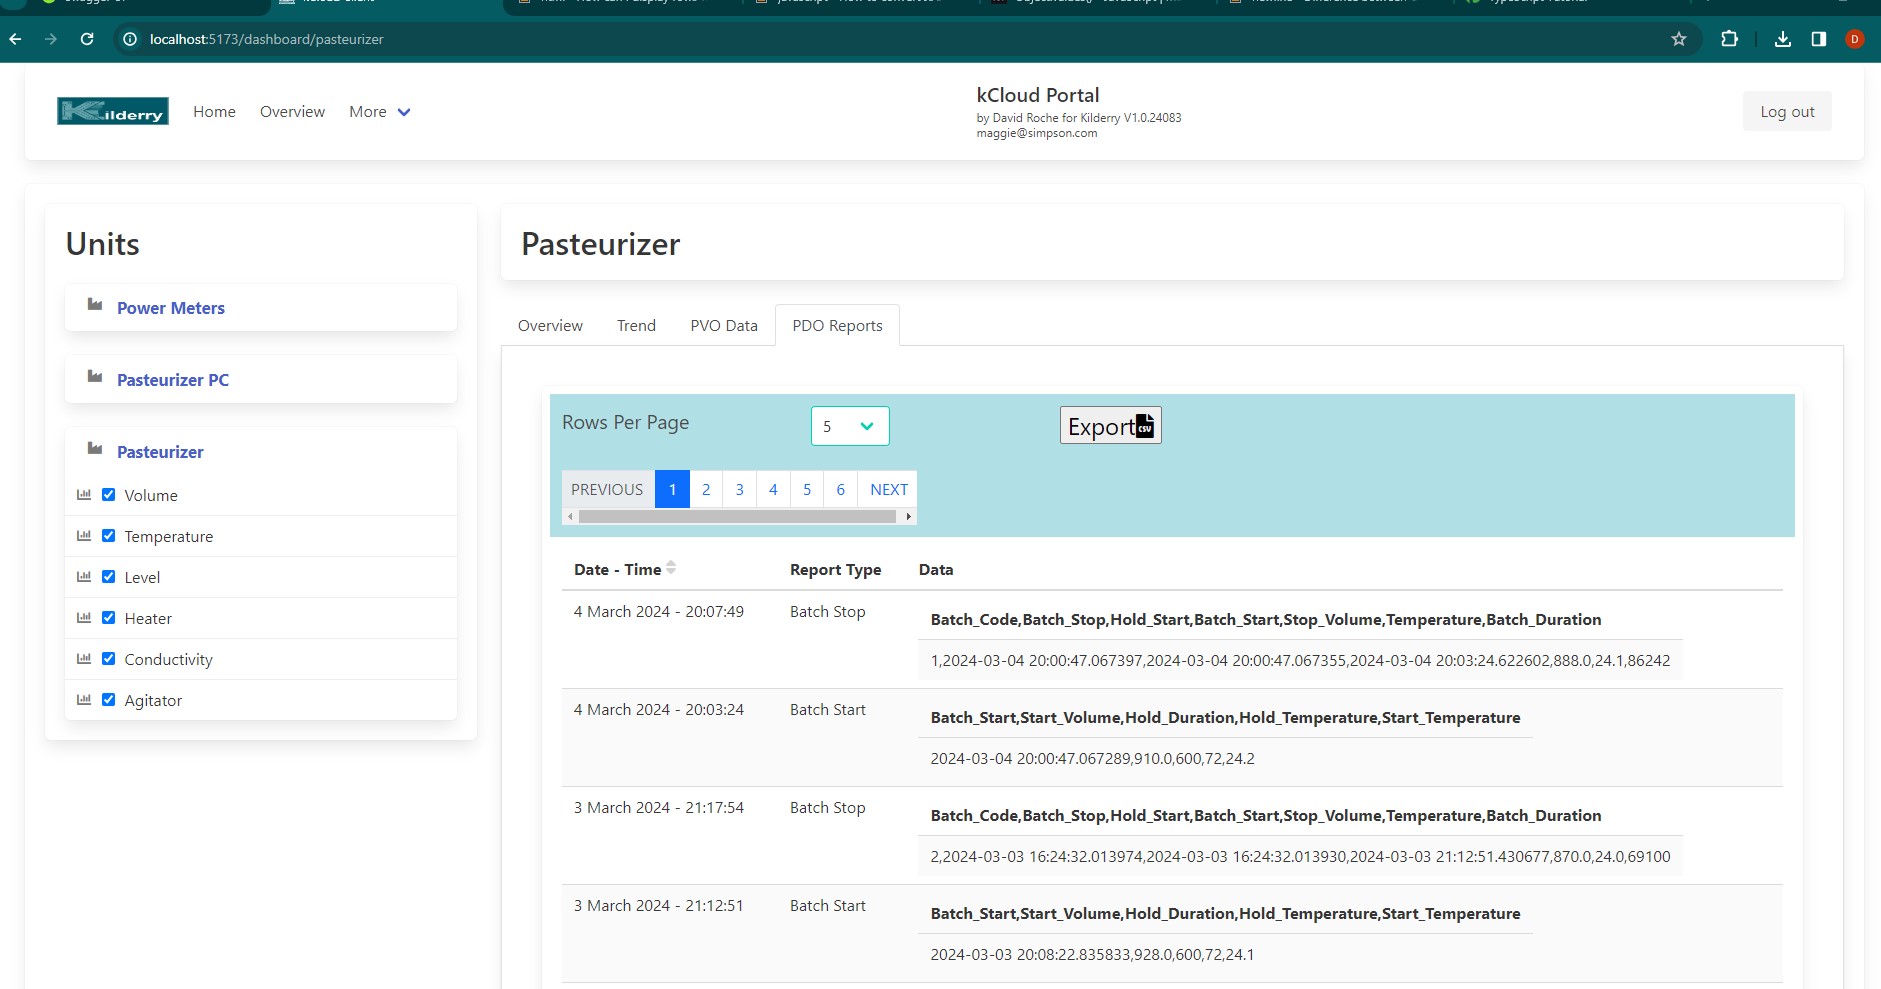 localhost:5173/dashboard/pasteurizer
D
Kilderry
Home Overview More
kCloud Portal
by David Roche for Kilderry V1.0.24083
maggie@simpson.com
Log out
Units
Power Meters
Pasteurizer PC
Pasteurizer
Volume
Temperature
Level
Heater
Conductivity
Agitator
Pasteurizer
Overview Trend PVO Data PDO Reports
Rows Per Page 5 Export CSV
PREVIOUS 1 2 3 4 5 6 NEXT
Date - Time Report Type Data
4 March 2024 - 20:07:49 Batch Stop
Batch_Code,Batch_Stop,Hold_Start,Batch_Start,Stop_Volume,Temperature,Batch_Duration
1,2024-03-04 20:00:47.067397,2024-03-04 20:00:47.067355,2024-03-04 20:03:24.622602,888.0,24.1,86242
4 March 2024 - 20:03:24 Batch Start
Batch_Start,Start_Volume,Hold_Duration,Hold_Temperature,Start_Temperature
2024-03-04 20:00:47.067289,910.0,600,72,24.2
3 March 2024 - 21:17:54 Batch Stop
Batch_Code,Batch_Stop,Hold_Start,Batch_Start,Stop_Volume,Temperature,Batch_Duration
2,2024-03-03 16:24:32.013974,2024-03-03 16:24:32.013930,2024-03-03 21:12:51.430677,870.0,24.0,69100
3 March 2024 - 21:12:51 Batch Start
Batch_Start,Start_Volume,Hold_Duration,Hold_Temperature,Start_Temperature
2024-03-03 20:08:22.835833,928.0,600,72,24.1